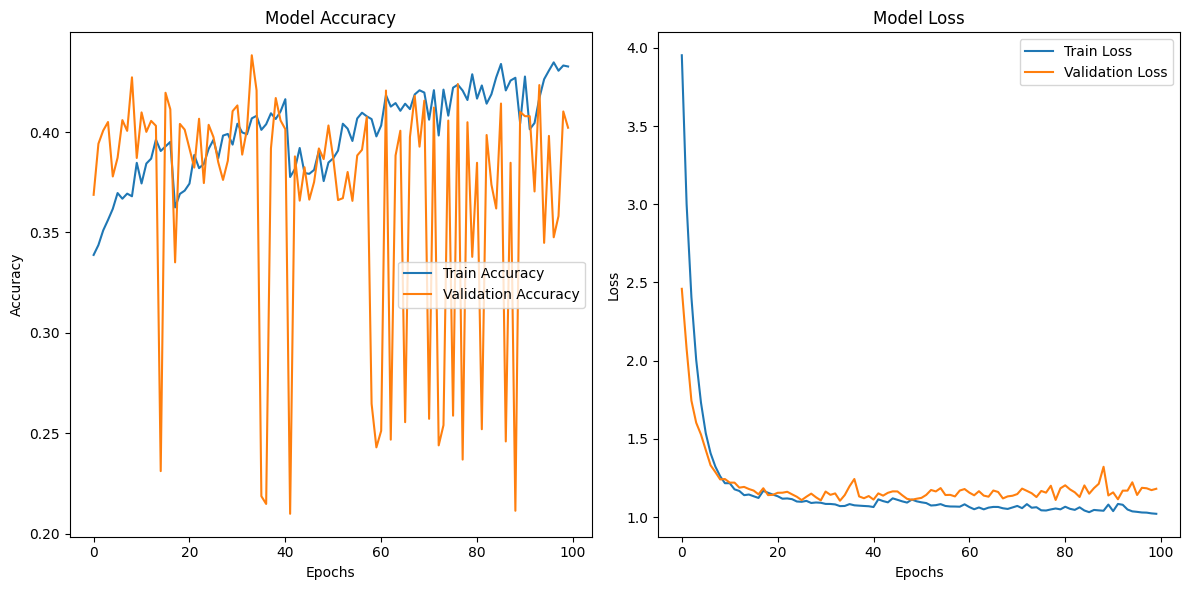 Model Accuracy
Accuracy
0.40
0.35
0.30
0.25
0.20
0
20
40
60
80
100
Epochs
Train Accuracy
Validation Accuracy
Model Loss
Loss
4.0
3.5
3.0
2.5
2.0
1.5
1.0
0
20
40
60
80
100
Epochs
Train Loss
Validation Loss